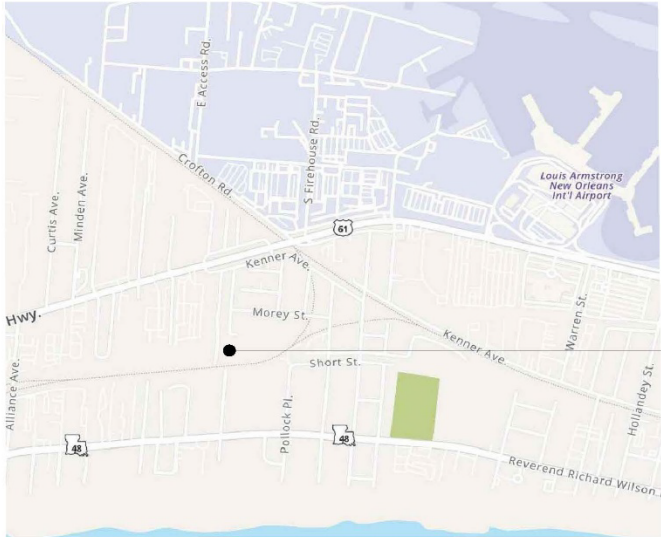 E Access Rd.
S Firehouse Rd.
Crofton Rd.
Louis Armstrong
New Orleans
Int'l Airport
Curtis Ave.
Minden Ave.
61
Kenner Ave.
Hwy.
Morey St.
Warren St.
Kenner Ave.
Short St.
Alliance Ave.
Hollandey St.
Pollock Pl.
48
48
Reverend Richard Wilson